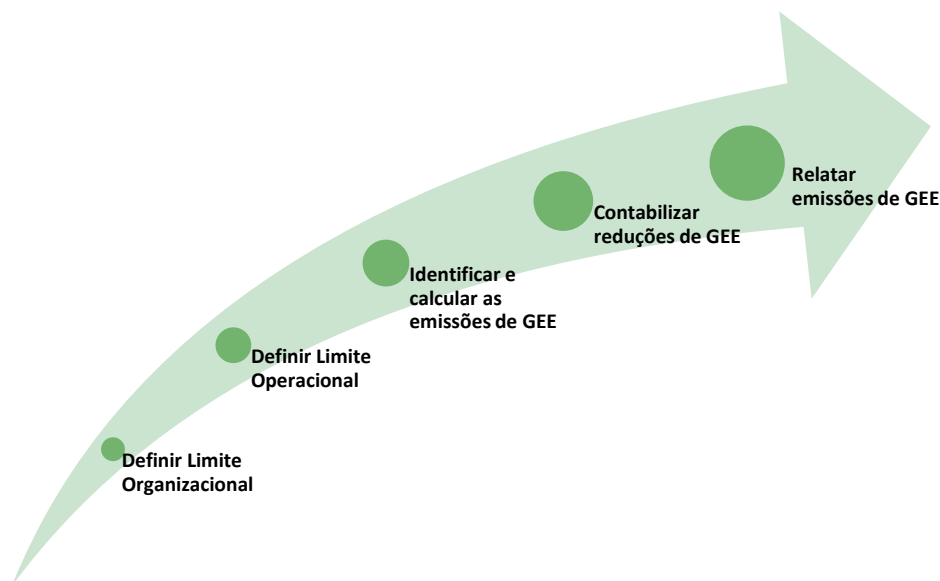 Definir Limite
Organizacional
Definir Limite
Operacional
Identificar e
calcular as
emissões de GEE
Contabilizar
reduções de GEE
Relatar
emissões de GEE